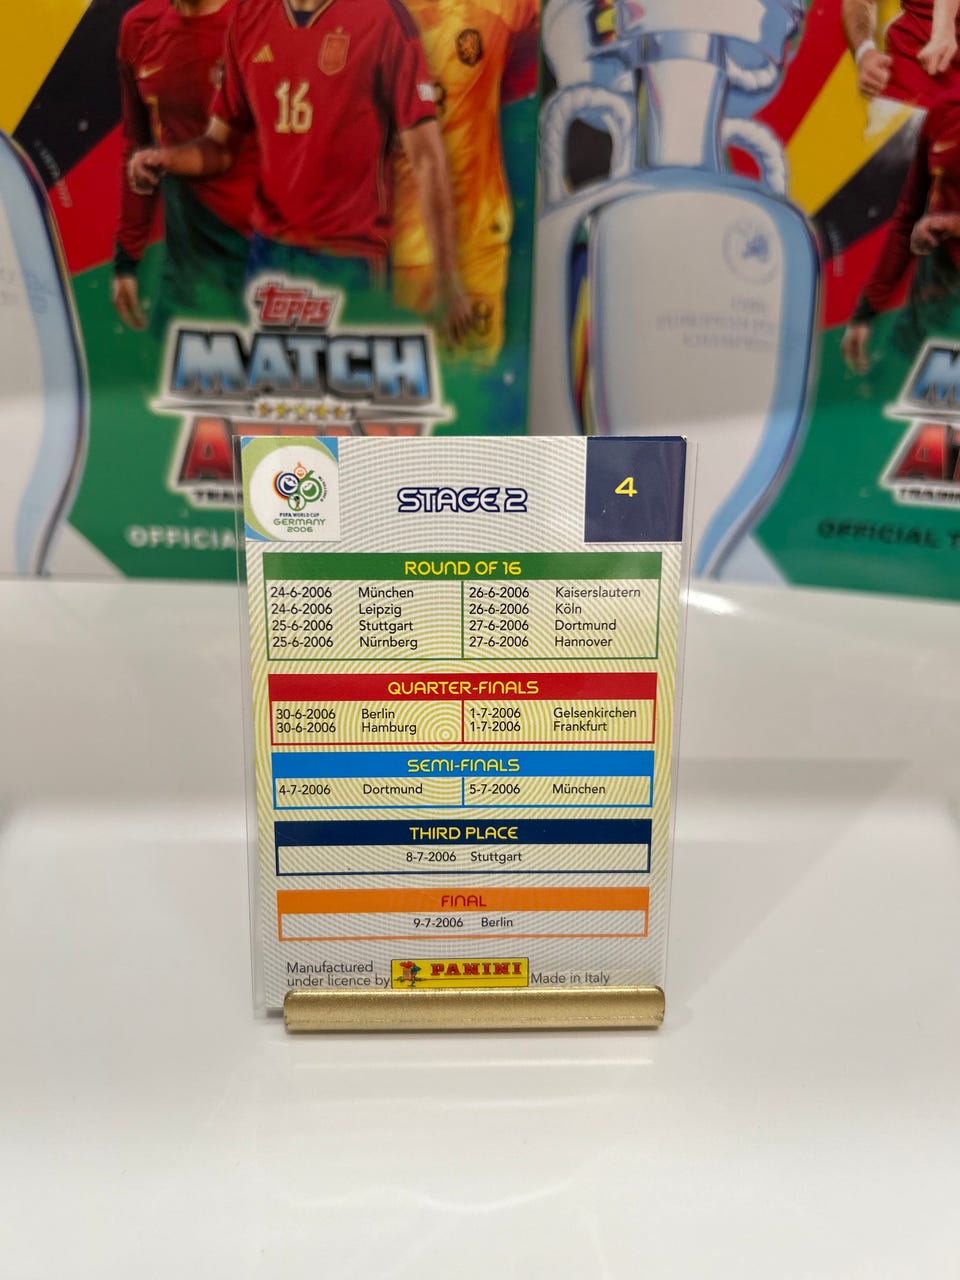 16
topps
MATCH
ATTAX
OFFICIAL
FIFA WORLD CUP
GERMANY
2006
STAGE 2
4
ROUND OF 16
24-6-2006 München 26-6-2006 Kaiserslautern
24-6-2006 Leipzig 26-6-2006 Köln
25-6-2006 Stuttgart 27-6-2006 Dortmund
25-6-2006 Nürnberg 27-6-2006 Hannover
QUARTER-FINALS
30-6-2006 Berlin 1-7-2006 Gelsenkirchen
30-6-2006 Hamburg 1-7-2006 Frankfurt
SEMI-FINALS
4-7-2006 Dortmund 5-7-2006 München
THIRD PLACE
8-7-2006 Stuttgart
FINAL
9-7-2006 Berlin
Manufactured
under licence by PANINI Made in Italy